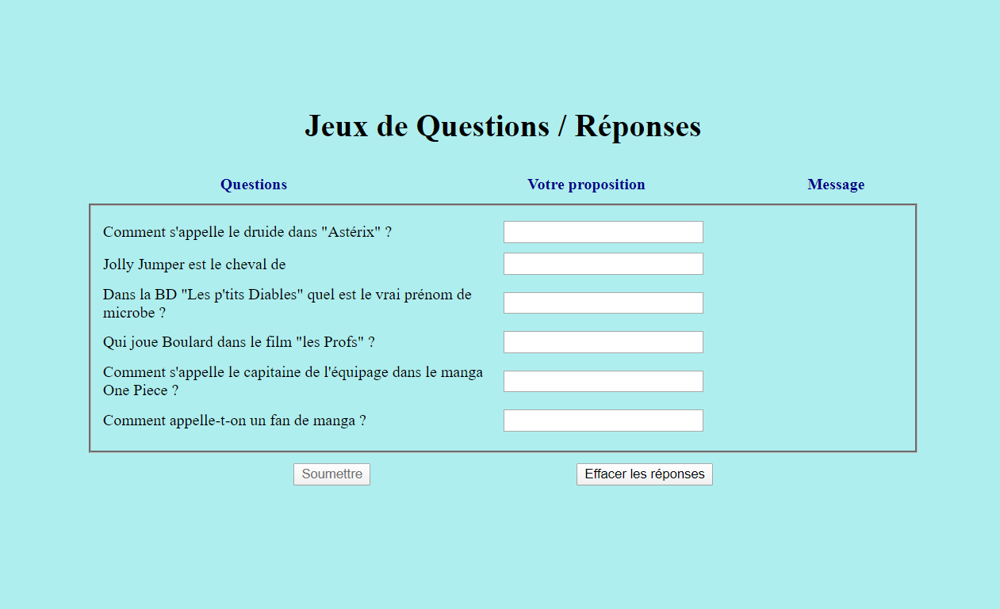 Jeux de Questions / Réponses
Questions Votre proposition Message
Comment s'appelle le druide dans "Astérix" ?
Jolly Jumper est le cheval de
Dans la BD "Les p'tits Diables" quel est le vrai prénom de
microbe ?
Qui joue Boulard dans le film "les Profs" ?
Comment s'appelle le capitaine de l'équipage dans le manga
One Piece ?
Comment appelle-t-on un fan de manga ?
Soumettre Effacer les réponses